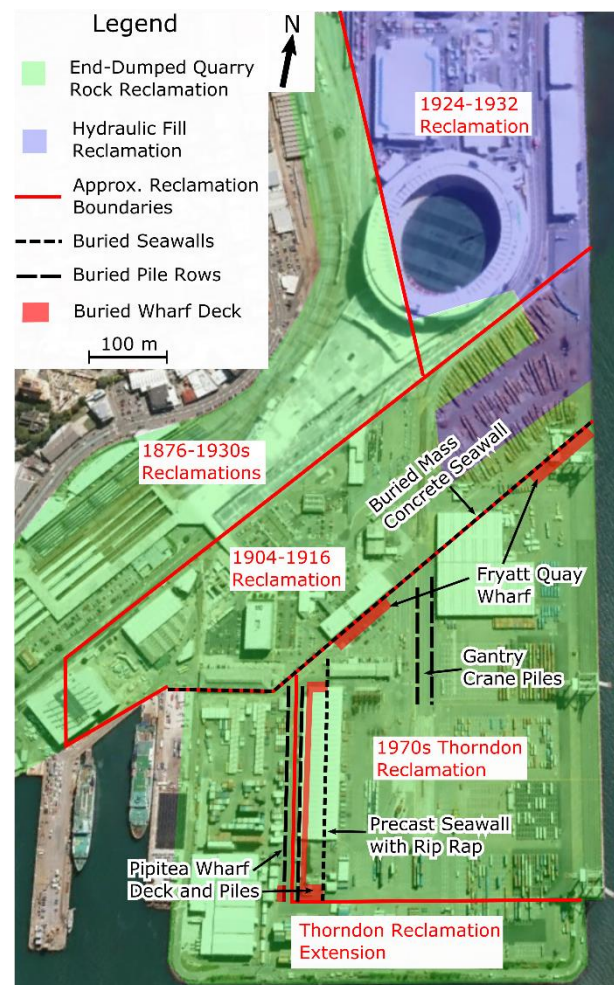 Legend
N
End-Dumped Quarry
Rock Reclamation
Hydraulic Fill
Reclamation
Approx. Reclamation
Boundaries
Buried Seawalls
Buried Pile Rows
Buried Wharf Deck
100 m
1924-1932
Reclamation
1876-1930s
Reclamations
Buried Mass
Concrete Seawall
1904-1916
Reclamation
Fryatt Quay
Wharf
Gantry
Crane Piles
1970s Thorndon
Reclamation
Precast Seawall
with Rip Rap
Pipitea Wharf
Deck and Piles
Thorndon Reclamation
Extension